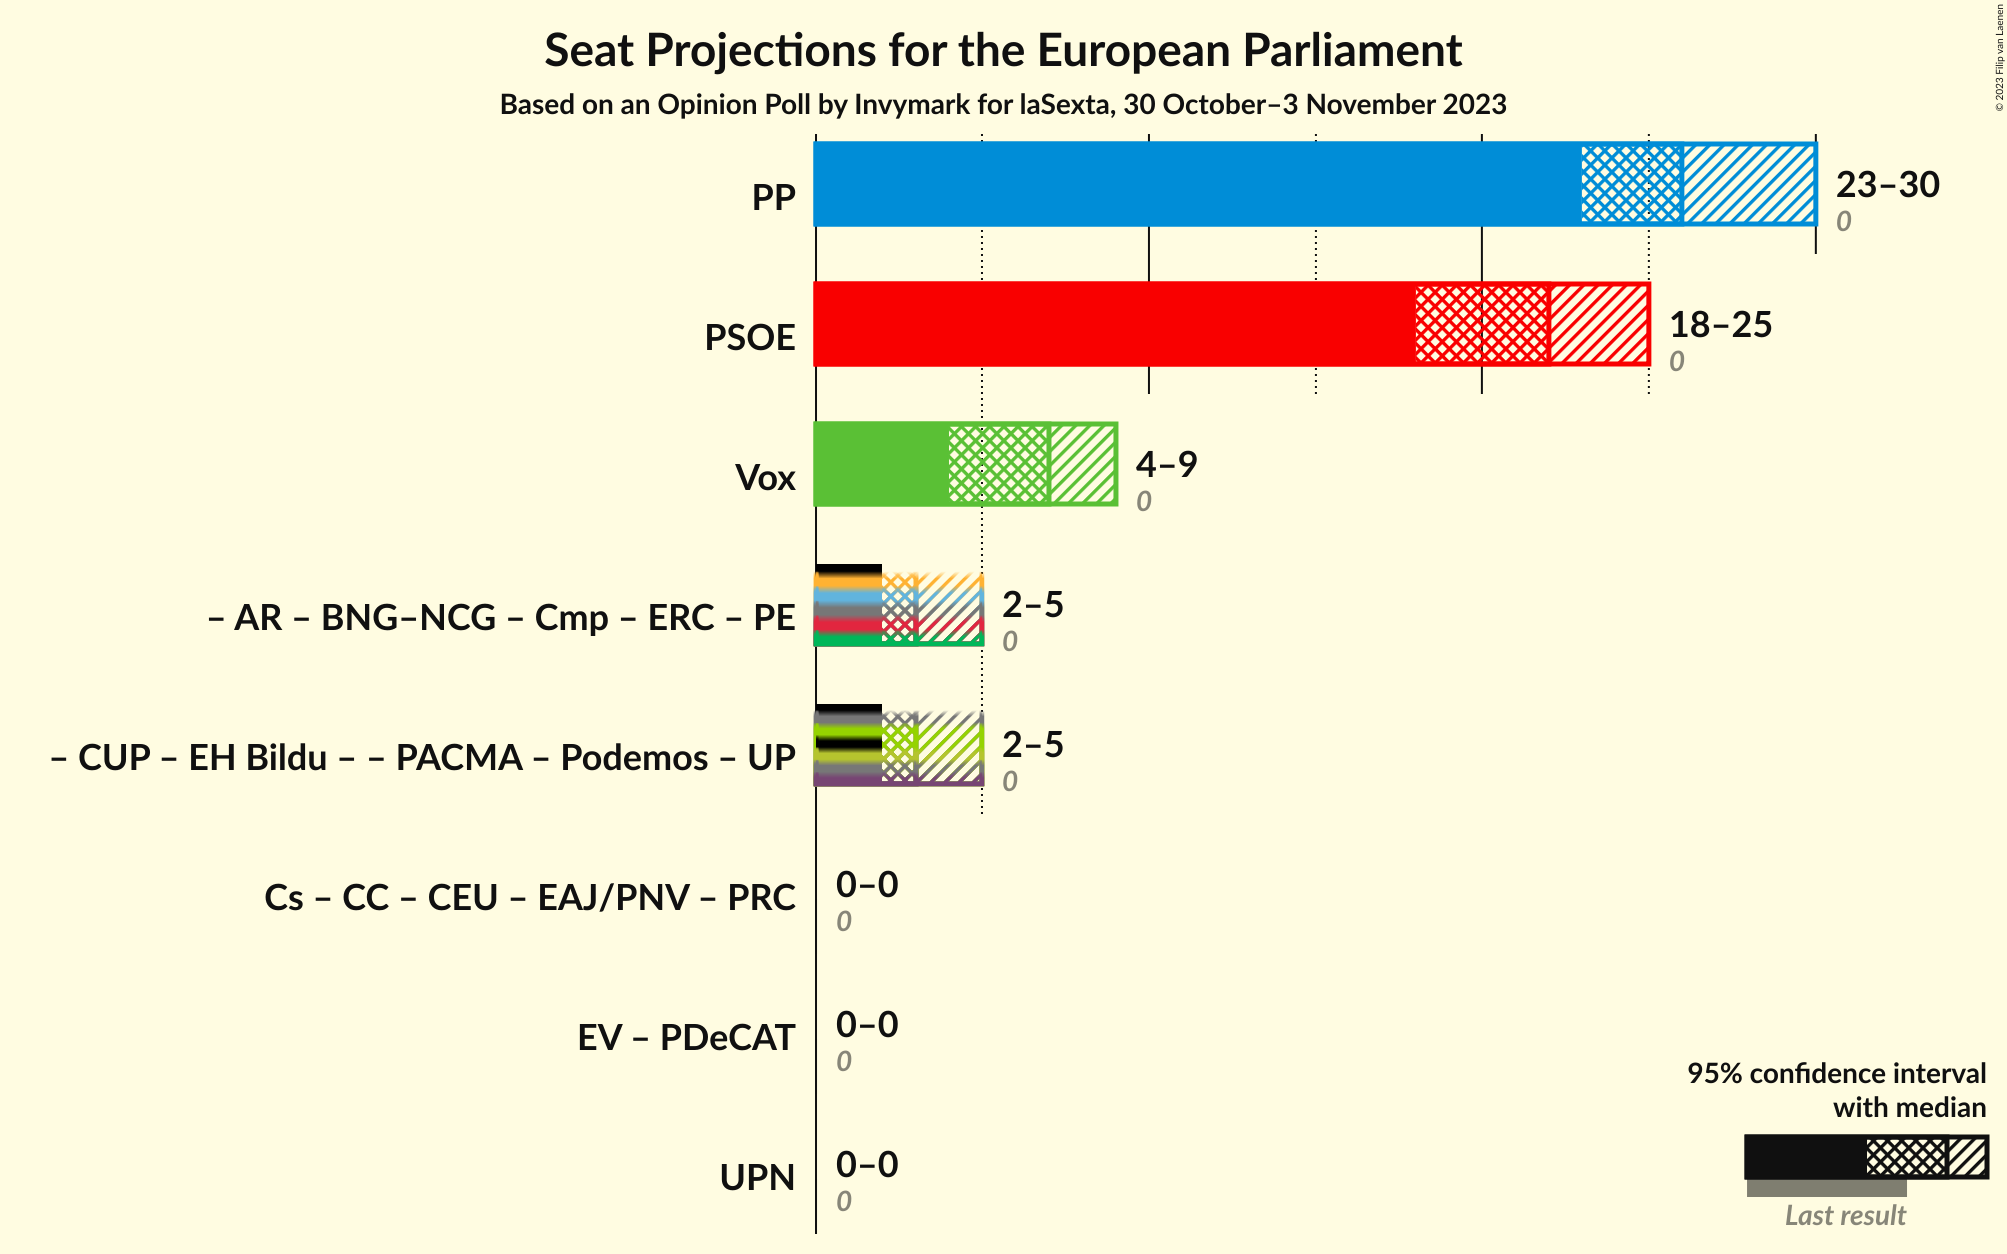 Seat Projections for the European Parliament
Based on an Opinion Poll by Invymark for laSexta, 30 October–3 November 2023
© 2023 Filip van Laenen
PP
23–30
0
PSOE
18–25
0
Vox
4–9
0
– AR – BNG–NCG – Cmp – ERC – PE
2–5
0
– CUP – EH Bildu – – PACMA – Podemos – UP
2–5
0
Cs – CC – CEU – EAJ/PNV – PRC
0–0
0
EV – PDeCAT
0–0
0
UPN
0–0
0
95% confidence interval
with median
Last result